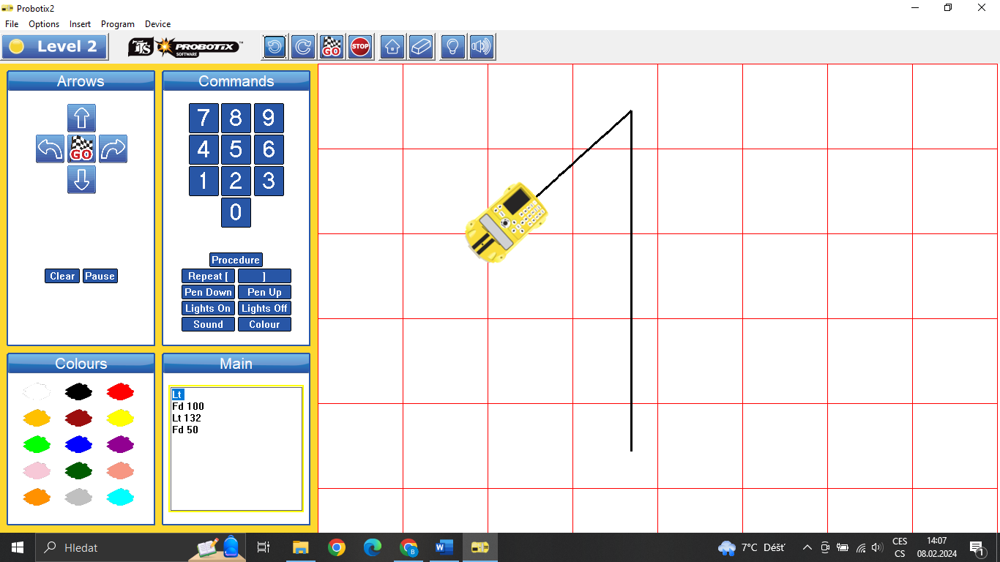 Probotix2
File Options Insert Program Device
Level 2
TTS PROBOTIX™
SOFTWARE
GO
STOP
Arrows
GO
Clear Pause
Commands
7 8 9
4 5 6
1 2 3
0
Procedure
Repeat [ ]
Pen Down Pen Up
Lights On Lights Off
Sound Colour
Colours
Main
Lt
Fd 100
Lt 132
Fd 50
Hledat
B
W
7°C Déšť
CES
CS
14:07
08.02.2024
1